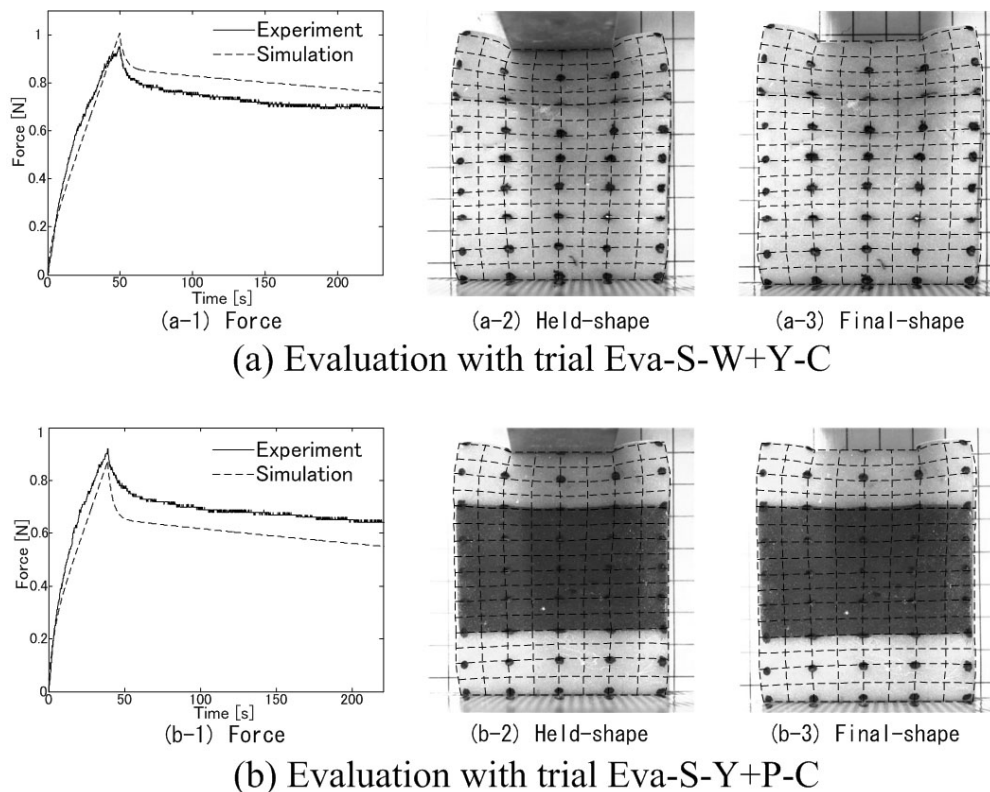 Force [N]
1
0.8
0.6
0.4
0.2
0
Experiment
Simulation
0 50 100 150 200
Time [s]
(a-1) Force
(a-2) Held-shape
(a-3) Final-shape
(a) Evaluation with trial Eva-S-W+Y-C
Force [N]
1
0.8
0.6
0.4
0.2
0
Experiment
Simulation
0 50 100 150 200
Time [s]
(b-1) Force
(b-2) Held-shape
(b-3) Final-shape
(b) Evaluation with trial Eva-S-Y+P-C